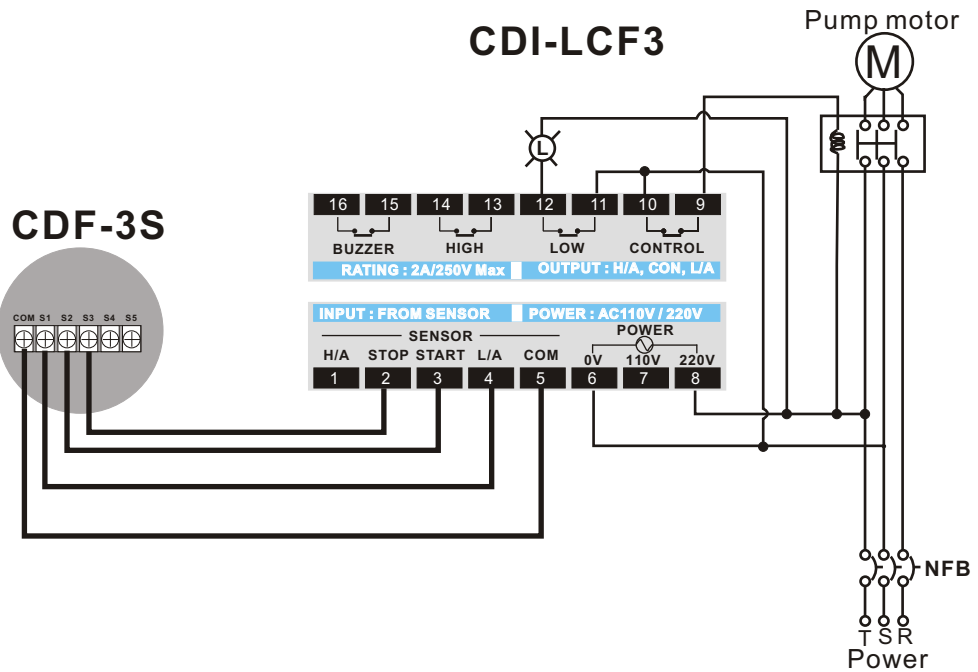 CDI-LCF3
Pump motor
M
L
16 15 14 13 12 11 10 9
BUZZER HIGH LOW CONTROL
RATING : 2A/250V Max OUTPUT : H/A, CON, L/A
CDF-3S
COM S1 S2 S3 S4 S5
INPUT : FROM SENSOR POWER : AC110V / 220V
SENSOR POWER
H/A STOP START L/A COM 0V 110V 220V
1 2 3 4 5 6 7 8
NFB
T S R
Power